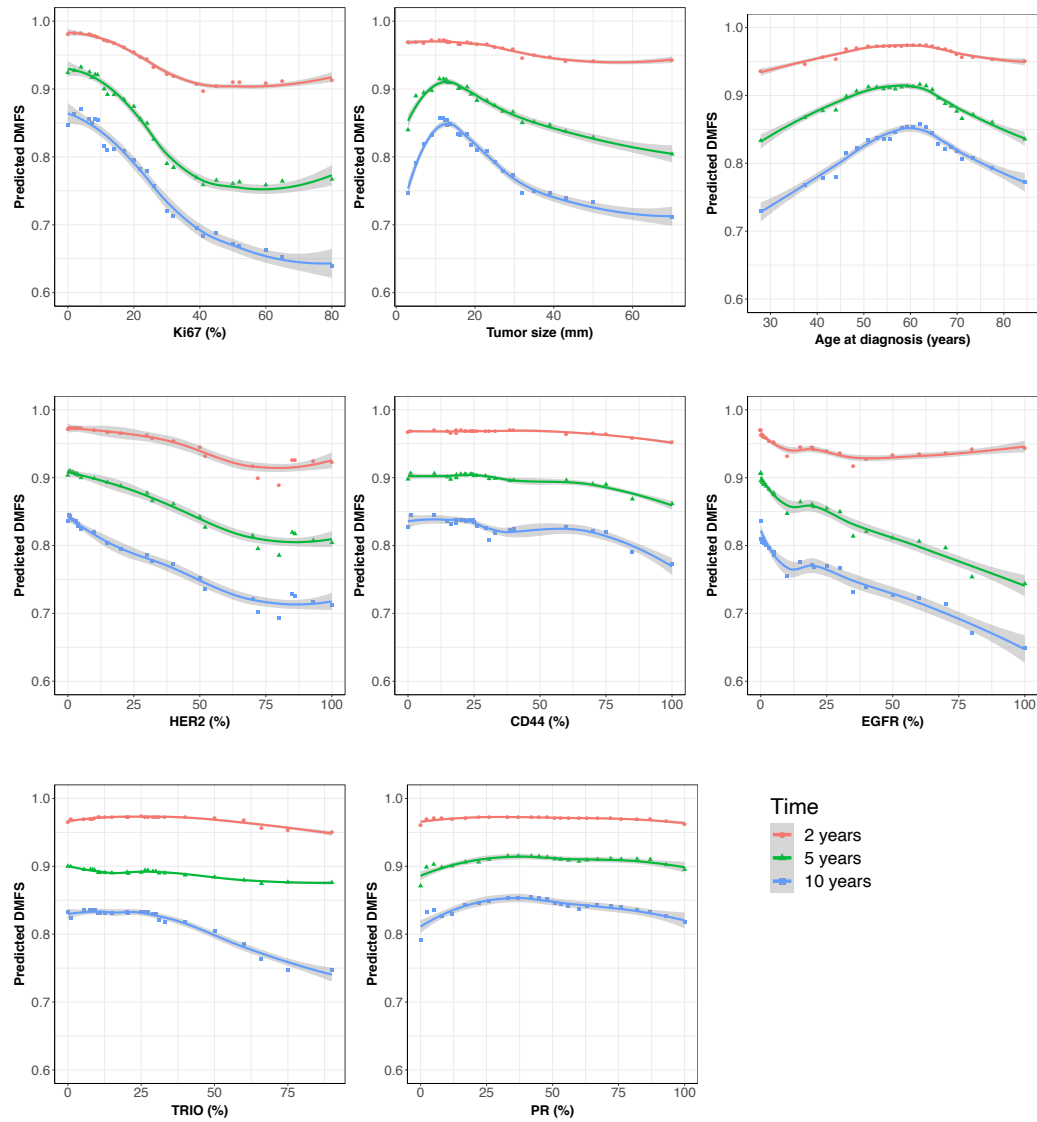 1.0
0.9
0.8
0.7
0.6
Predicted DMFS
0 20 40 60 80
Ki67 (%)
1.0
0.9
0.8
0.7
0.6
Predicted DMFS
0 20 40 60
Tumor size (mm)
1.0
0.9
0.8
0.7
0.6
Predicted DMFS
30 40 50 60 70 80
Age at diagnosis (years)
1.0
0.9
0.8
0.7
0.6
Predicted DMFS
0 25 50 75 100
HER2 (%)
1.0
0.9
0.8
0.7
0.6
Predicted DMFS
0 25 50 75 100
CD44 (%)
1.0
0.9
0.8
0.7
0.6
Predicted DMFS
0 25 50 75 100
EGFR (%)
1.0
0.9
0.8
0.7
0.6
Predicted DMFS
0 25 50 75
TRIO (%)
1.0
0.9
0.8
0.7
0.6
Predicted DMFS
0 25 50 75 100
PR (%)
Time
2 years
5 years
10 years